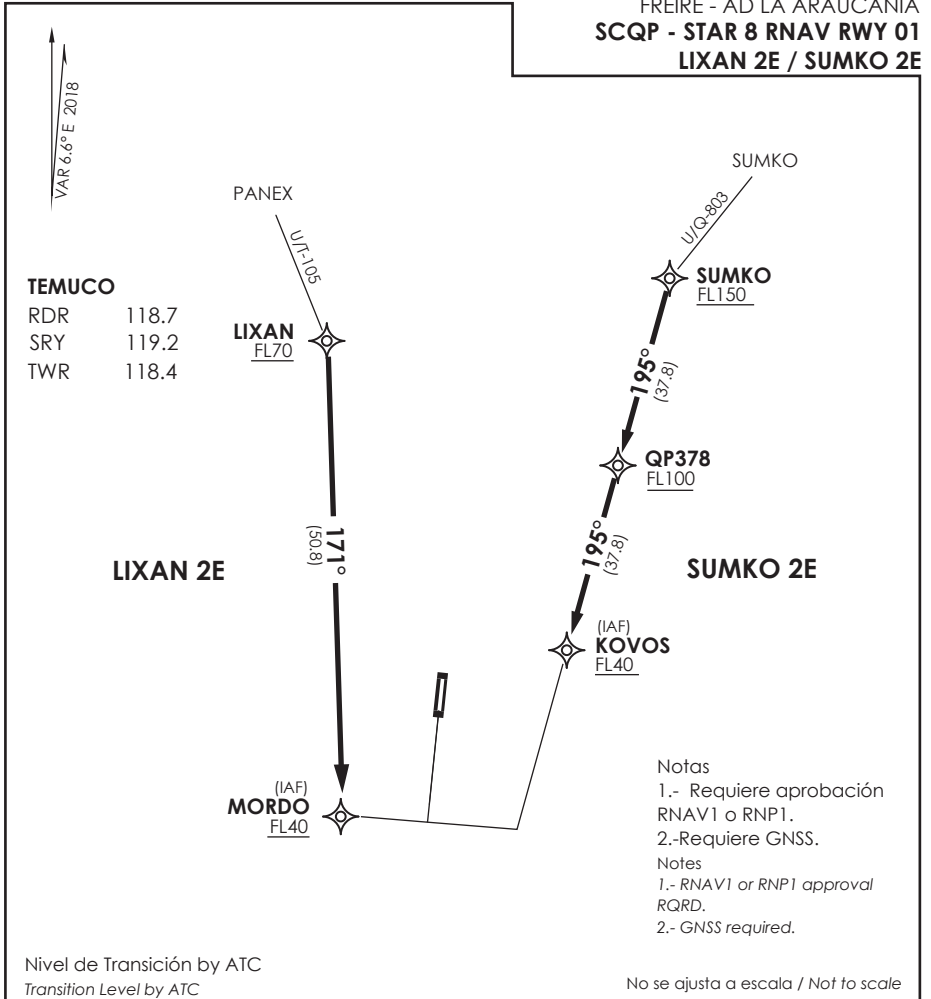 FREIRE - AD LA ARAUCANÍA
SCQP - STAR 8 RNAV RWY 01
LIXAN 2E / SUMKO 2E
VAR 6.6° E 2018
PANEX
U/T-105
SUMKO
U/Q-803
TEMUCO
RDR 118.7
SRY 119.2
TWR 118.4
LIXAN
FL70
SUMKO
FL150
195°
(37.8)
QP378
FL100
171°
(50.8)
195°
(37.8)
LIXAN 2E
SUMKO 2E
(IAF)
KOVOS
FL40
(IAF)
MORDO
FL40
Notas
1.- Requiere aprobación
RNAV1 o RNP1.
2.-Requiere GNSS.
Notes
1.- RNAV1 or RNP1 approval
RQRD.
2.- GNSS required.
Nivel de Transición by ATC
Transition Level by ATC
No se ajusta a escala / Not to scale